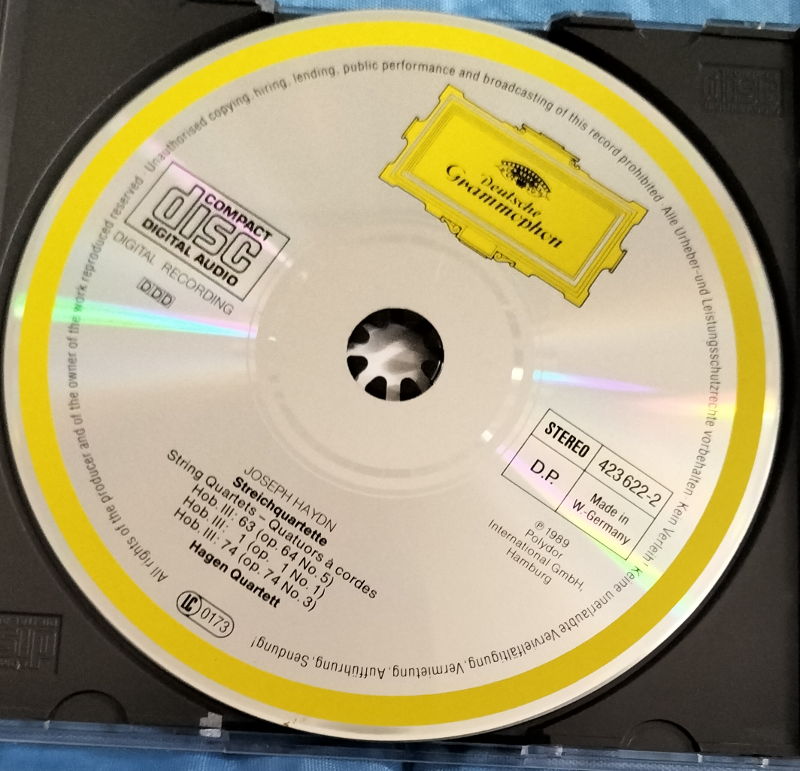 All rights of the producer and of the owner of the work reproduced reserved. Unauthorised copying, hiring, lending, public performance and broadcasting of this record prohibited. Alle Urheber- und Leistungsschutzrechte vorbehalten. Kein Verleih! Keine unerlaubte Vervielfältigung, Vermietung, Aufführung, Sendung!
Deutsche
Grammophon
COMPACT
disc
DIGITAL AUDIO
DIGITAL RECORDING
DDD
STEREO
423 622-2
D.P.
Made in
W.-Germany
℗ 1989
Polydor
International GmbH,
Hamburg
JOSEPH HAYDN
Streichquartette
String Quartets – Quatuors à cordes
Hob. III: 63 (op. 64 No. 5)
Hob. III: 1 (op. 1 No. 1)
Hob. III: 74 (op. 74 No. 3)
Hagen Quartett
LC 0173